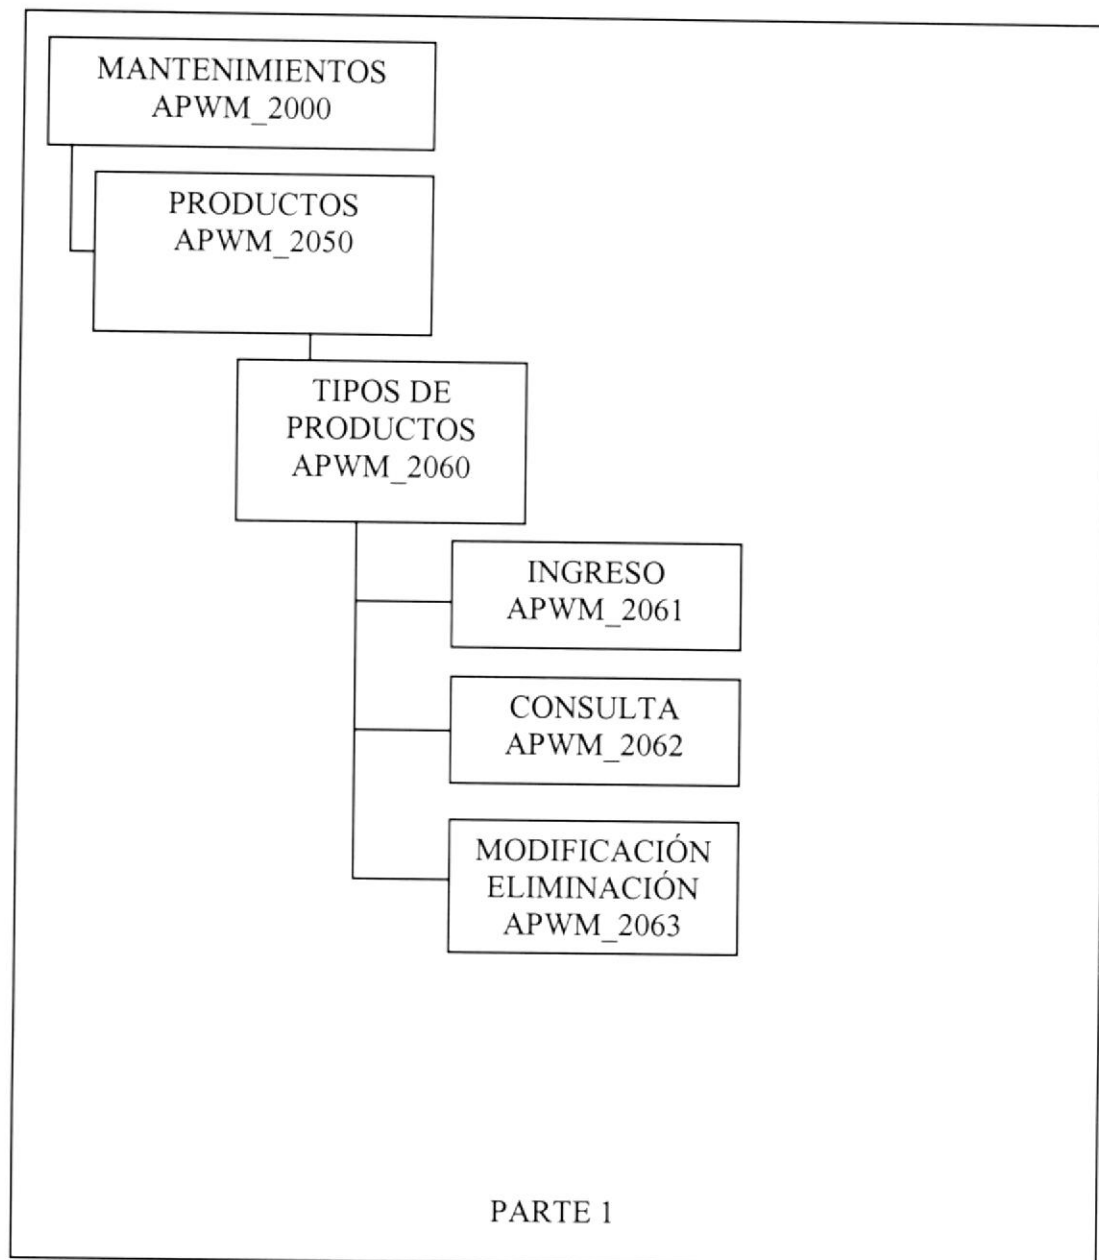 MANTENIMIENTOS
APWM_2000
PRODUCTOS
APWM_2050
TIPOS DE
PRODUCTOS
APWM_2060
INGRESO
APWM_2061
CONSULTA
APWM_2062
MODIFICACIÓN
ELIMINACIÓN
APWM_2063
PARTE 1